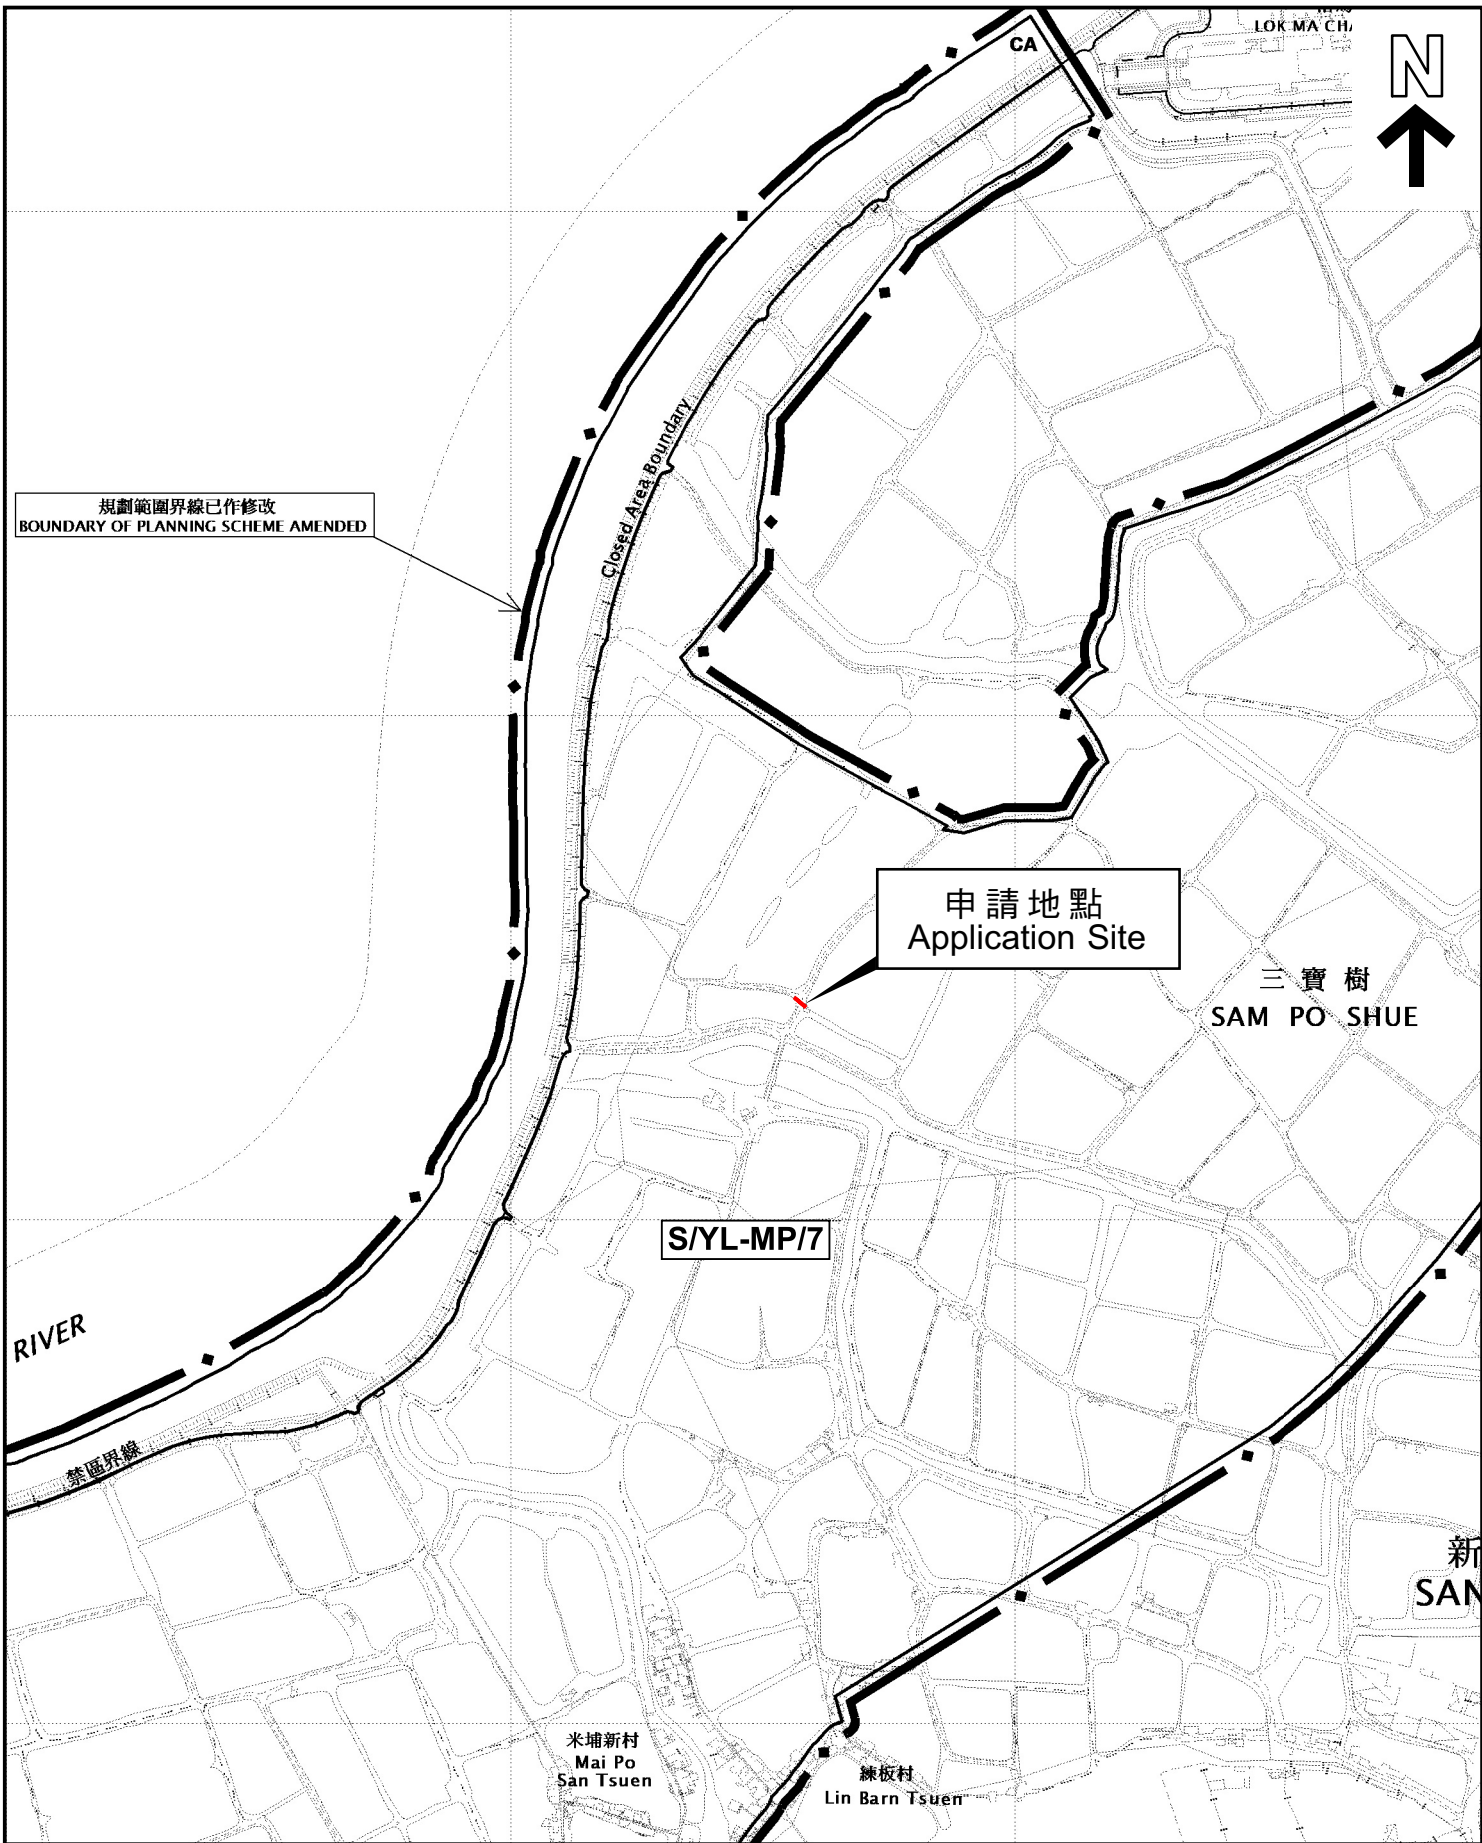 LOK MA CHA
CA
N
Closed Area Boundary
規劃範圍界線已作修改
BOUNDARY OF PLANNING SCHEME AMENDED
申請地點
Application Site
三寶樹
SAM PO SHUE
S/YL-MP/7
RIVER
禁區界線
新
SAN
米埔新村
Mai Po
San Tsuen
練板村
Lin Barn Tsuen